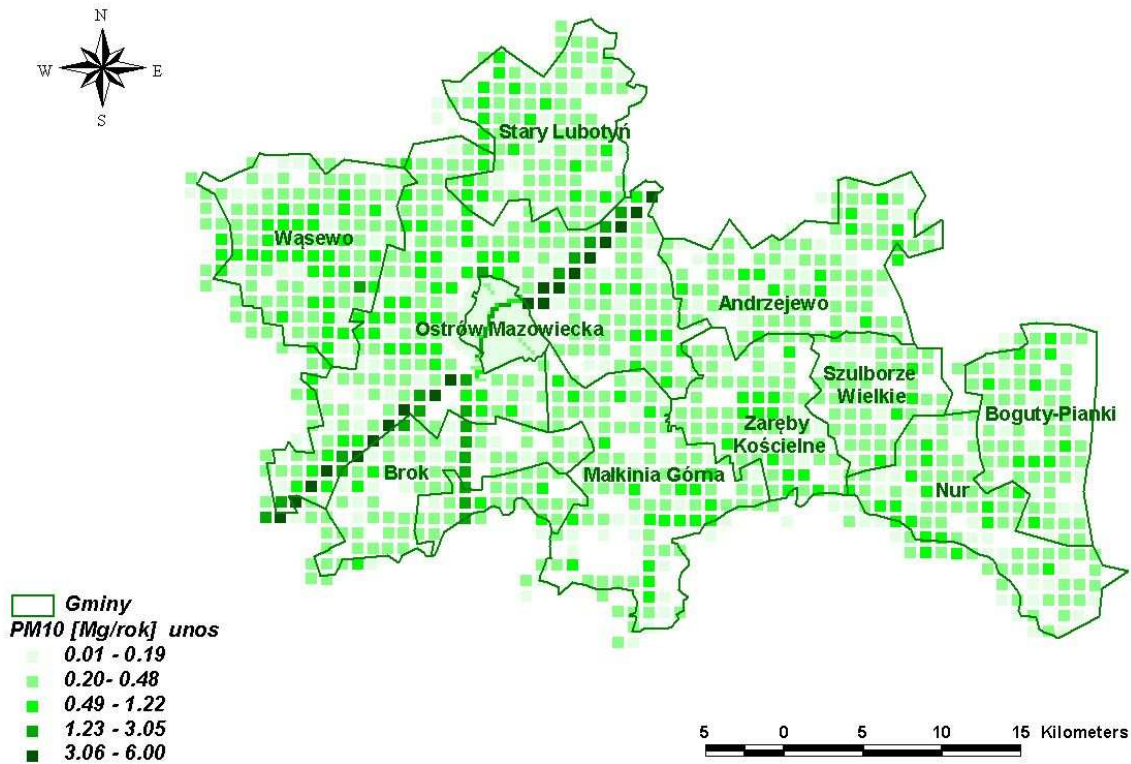 N
W E
S
Stary Lubotyń
Wąsewo
Andrzejewo
Ostrów Mazowiecka
Szulborze
Wielkie
Boguty-Pianki
Zaręby
Kościelne
Brok
Małkinia Górna
Nur
Gminy
PM10 [Mg/rok] unos
0.01 - 0.19
0.20- 0.48
0.49 - 1.22
1.23 - 3.05
3.06 - 6.00
5 0 5 10 15 Kilometers